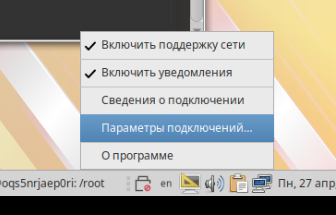 Включить поддержку сети
Включить уведомления
Сведения о подключении
Параметры подключений...
О программе
oqs5nrjaep0ri: /root en Пн, 27 апр